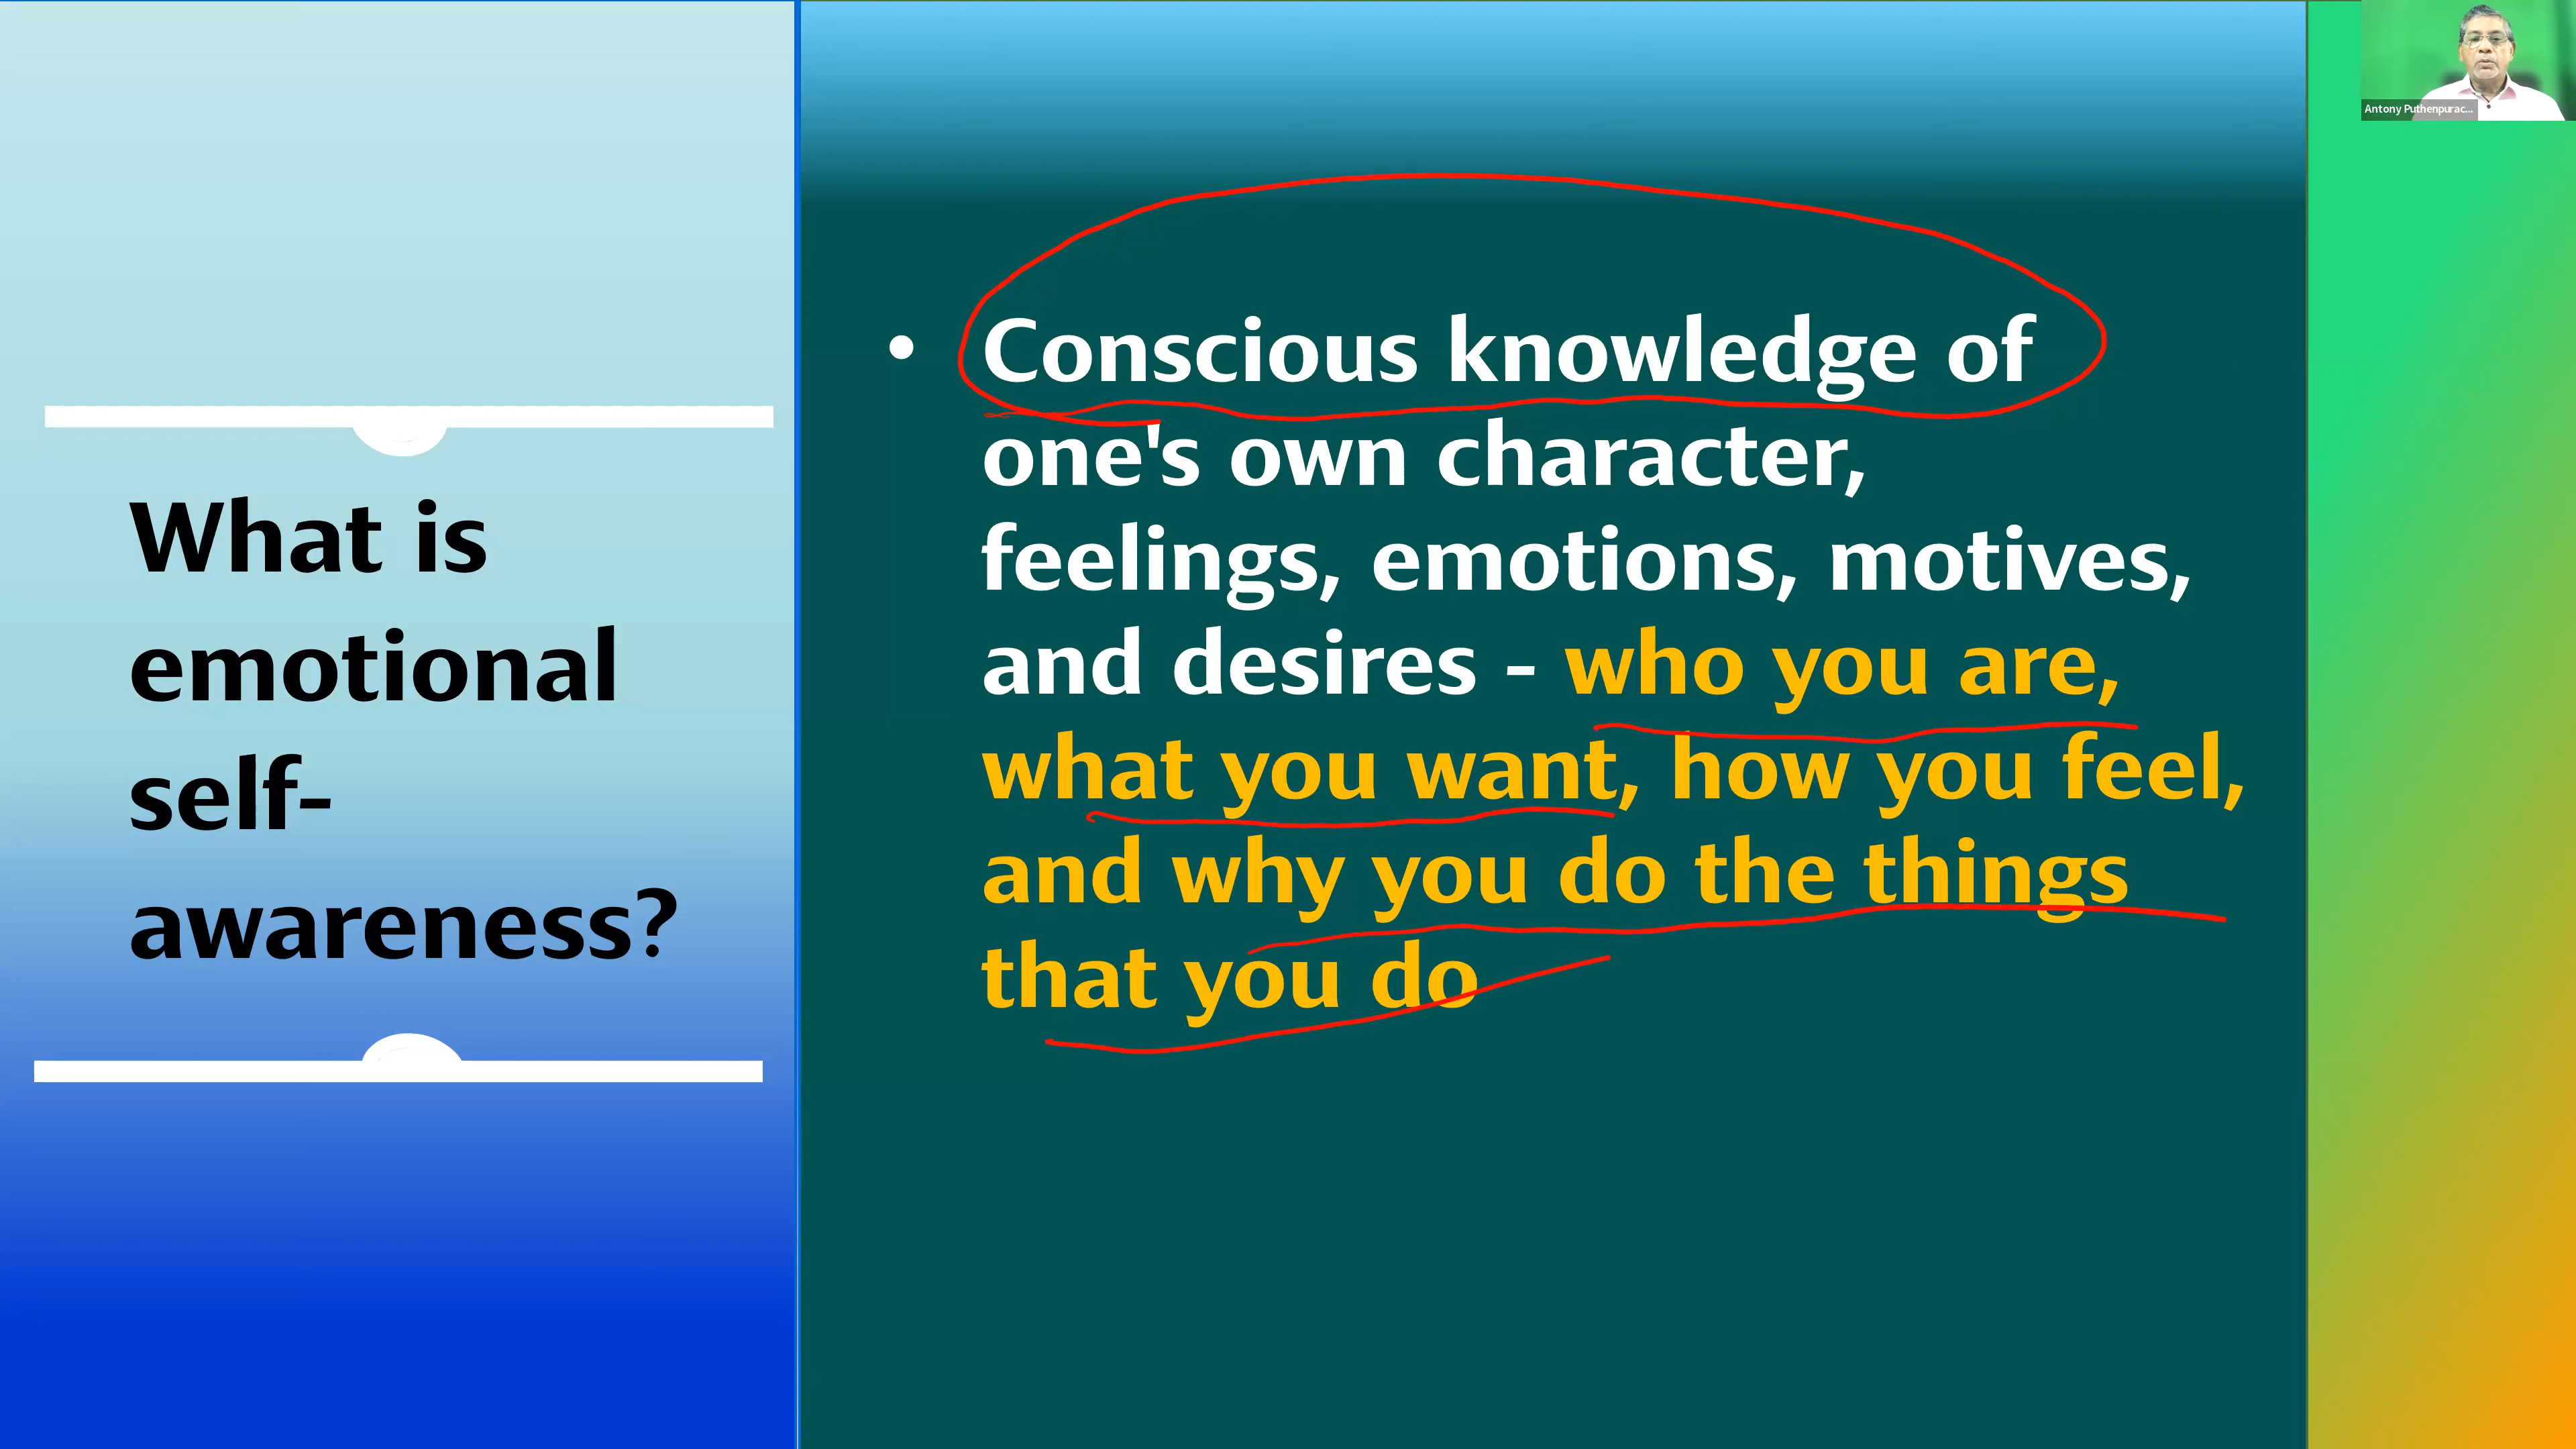 What is
emotional
self-
awareness?
• Conscious knowledge of
one's own character,
feelings, emotions, motives,
and desires - who you are,
what you want, how you feel,
and why you do the things
that you do
Antony Puthenpurac...